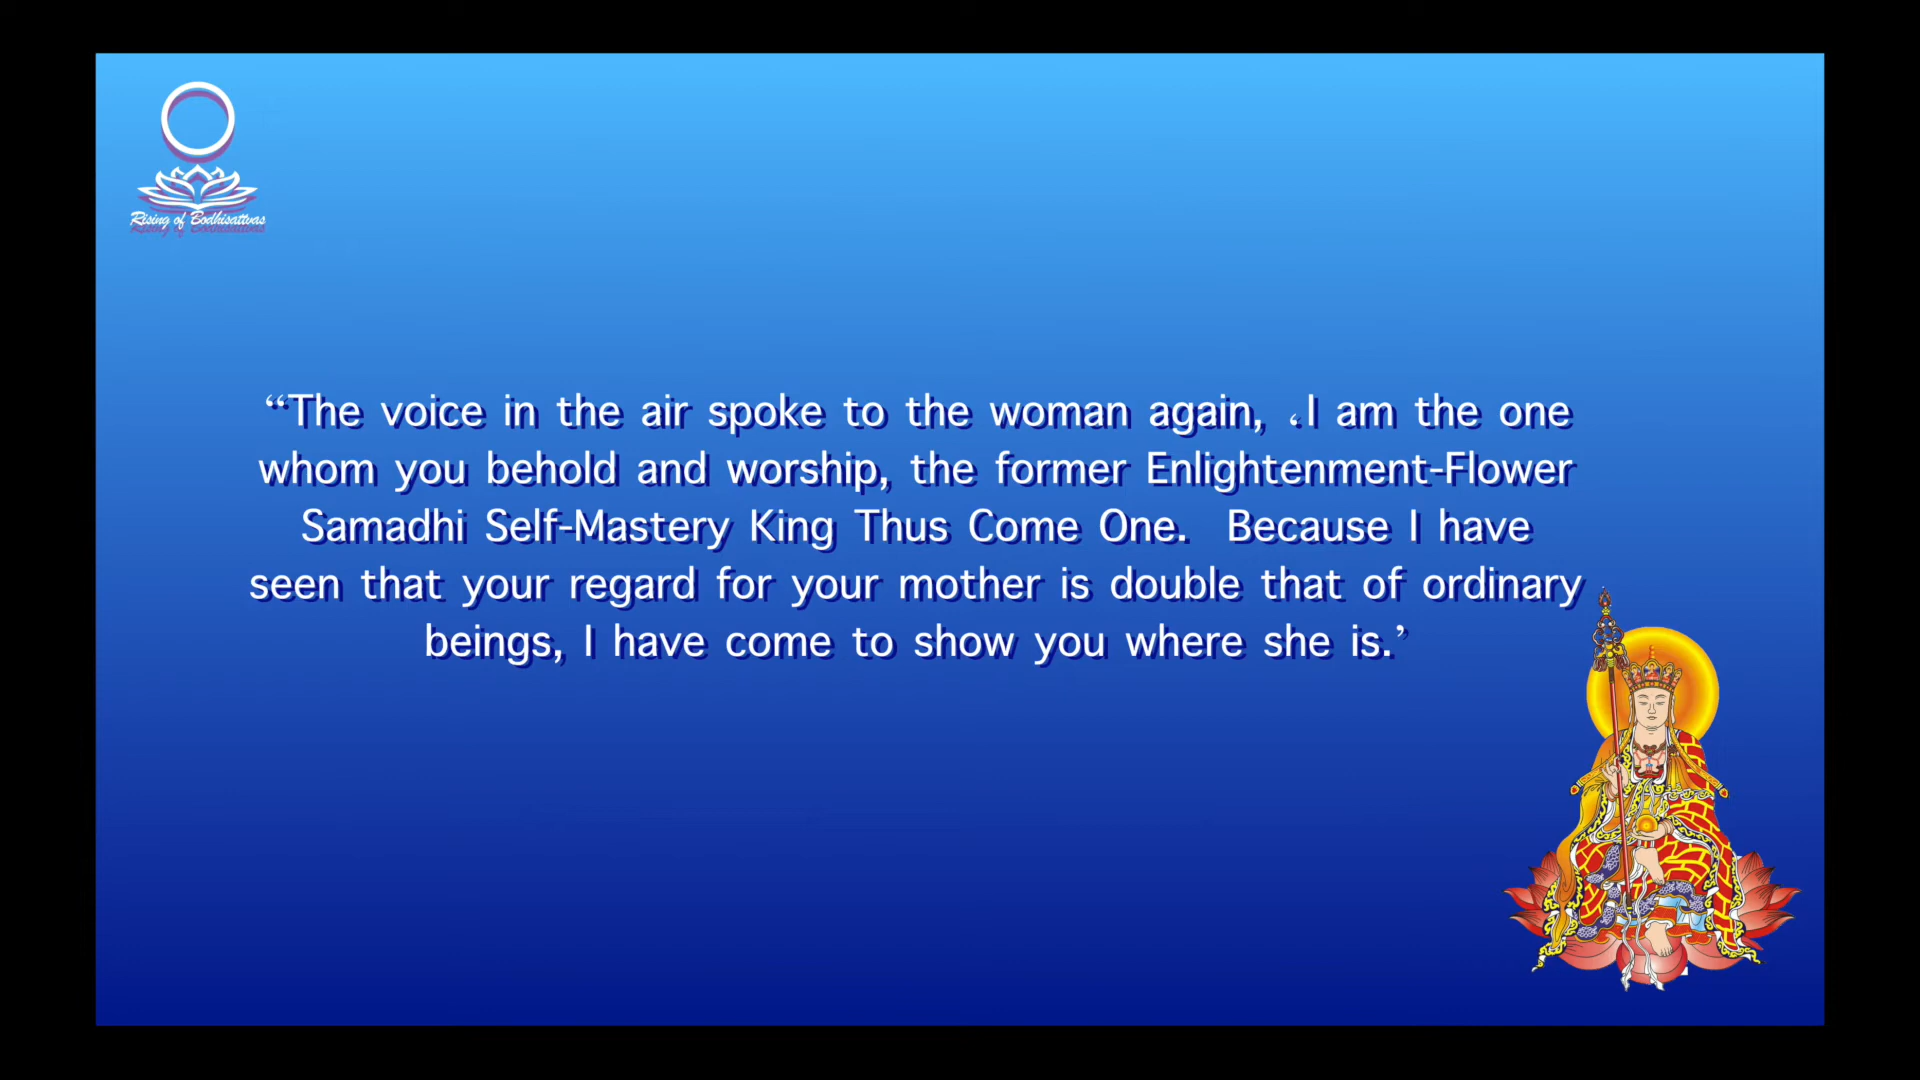 Rising of Bodhisattvas
“The voice in the air spoke to the woman again, ‘I am the one
whom you behold and worship, the former Enlightenment-Flower
Samadhi Self-Mastery King Thus Come One.  Because I have
seen that your regard for your mother is double that of ordinary
beings, I have come to show you where she is.’